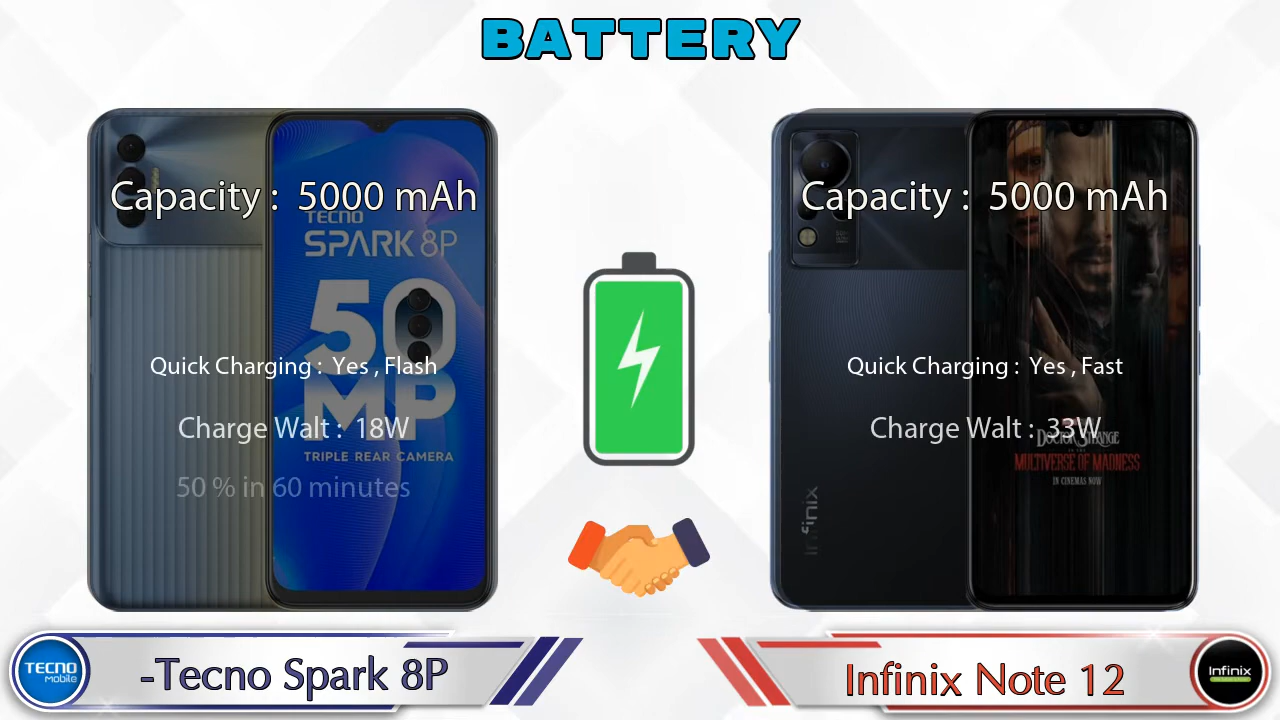 BATTERY
Capacity : 5000 mAh
TECNO
SPARK 8P
50
MP
TRIPLE REAR CAMERA
Quick Charging : Yes , Flash
Charge Walt : 18W
50 % in 60 minutes
Capacity : 5000 mAh
Quick Charging : Yes , Fast
Charge Walt : 33W
DOCTOR STRANGE
IN THE
MULTIVERSE OF MADNESS
IN CINEMAS NOW
Infinix
TECNO
mobile
-Tecno Spark 8P
Infinix Note 12
Infinix